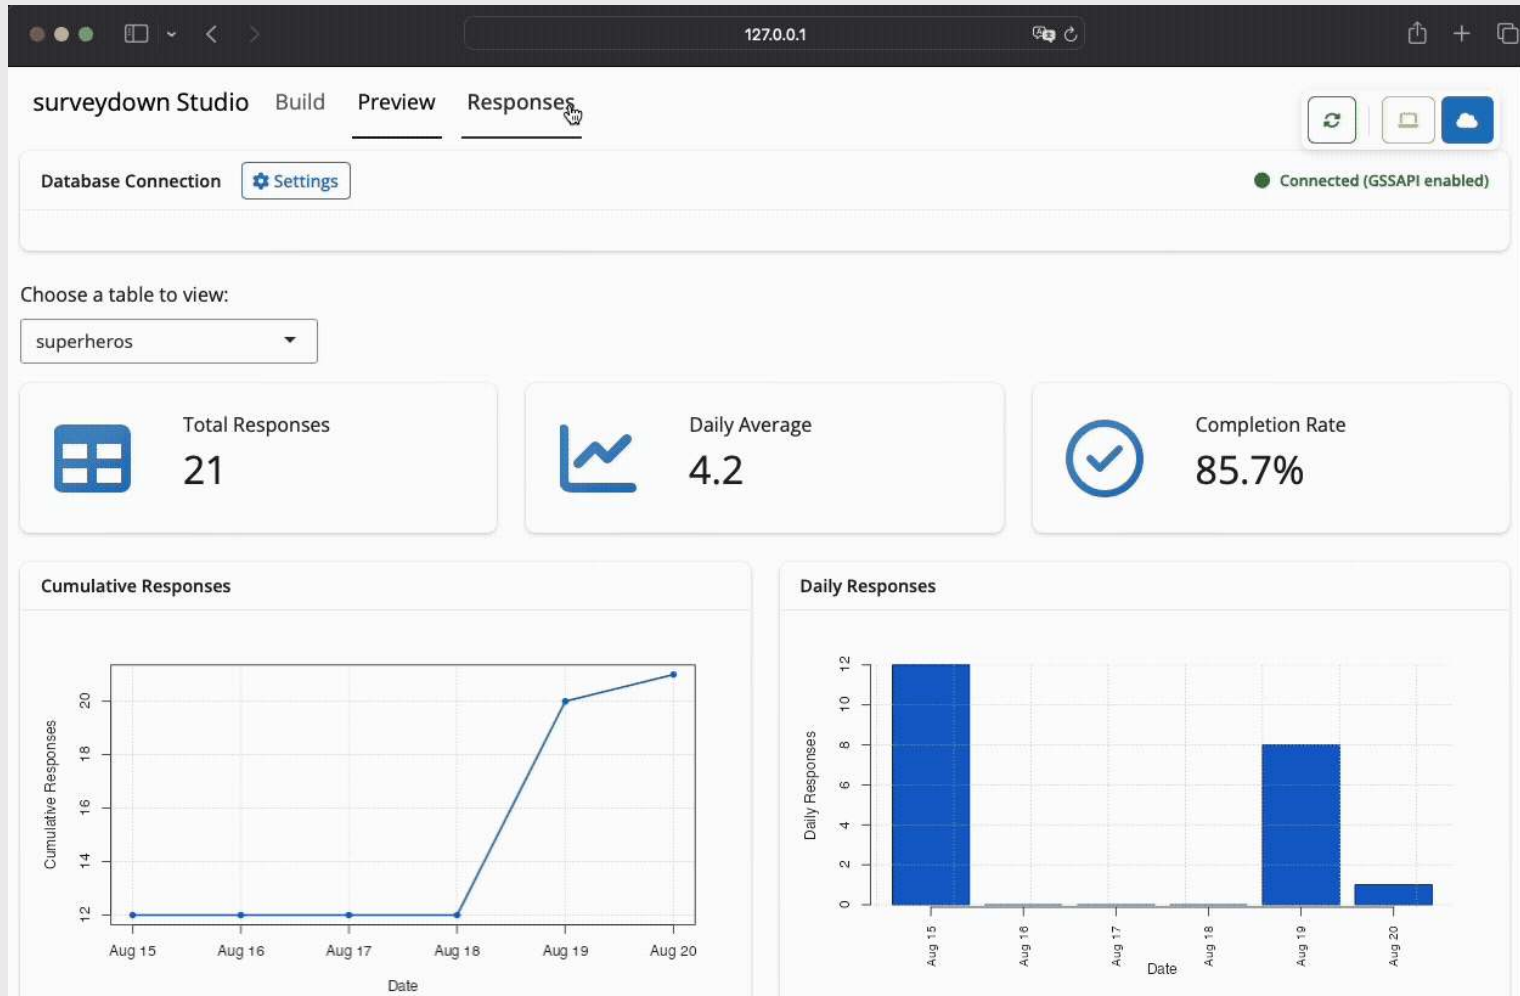 127.0.0.1
surveydown Studio Build Preview Responses
Database Connection Settings Connected (GSSAPI enabled)
Choose a table to view:
superheros
Total Responses Daily Average Completion Rate
21 4.2 85.7%
Cumulative Responses Daily Responses
Cumulative Responses
20
18
16
14
12
Aug 15 Aug 16 Aug 17 Aug 18 Aug 19 Aug 20
Date
Daily Responses
12
10
8
6
4
2
0
Aug 15 Aug 16 Aug 17 Aug 18 Aug 19 Aug 20
Date